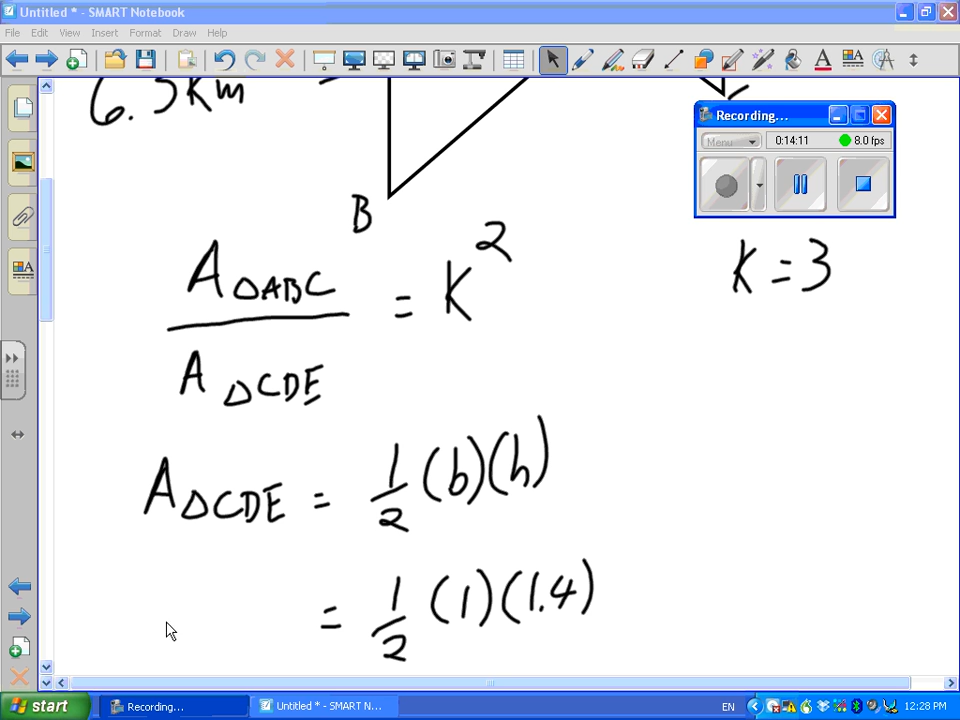 Untitled * - SMART Notebook
File Edit View Insert Format Draw Help
6.3 Km =
Recording...
Menu 0:14:11 8.0 fps
B
A△ABC / A△CDE = K²
K = 3
A△CDE = 1/2 (b)(h)
= 1/2 (1)(1.4)
start Recording... Untitled * - SMART N... EN 12:28 PM